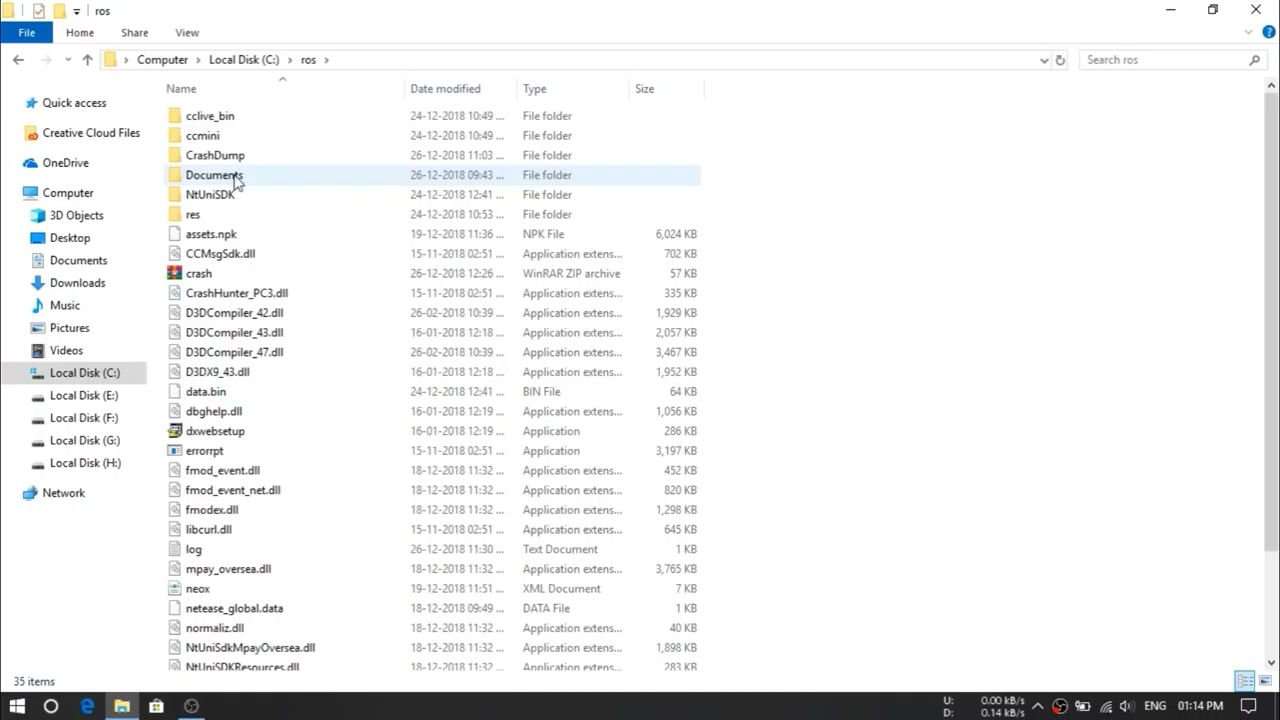 ros
File Home Share View
Computer Local Disk (C:) ros Search ros
Name Date modified Type Size
Quick access
Creative Cloud Files
OneDrive
Computer
3D Objects
Desktop
Documents
Downloads
Music
Pictures
Videos
Local Disk (C:)
Local Disk (E:)
Local Disk (F:)
Local Disk (G:)
Local Disk (H:)
Network
cclive_bin 24-12-2018 10:49 ... File folder
ccmini 24-12-2018 10:49 ... File folder
CrashDump 26-12-2018 11:03 ... File folder
Documents 26-12-2018 09:43 ... File folder
NtUniSDK 24-12-2018 12:41 ... File folder
res 24-12-2018 10:53 ... File folder
assets.npk 19-12-2018 11:36 ... NPK File 6,024 KB
CCMsgSdk.dll 15-11-2018 02:51 ... Application extens... 702 KB
crash 26-12-2018 12:26 ... WinRAR ZIP archive 57 KB
CrashHunter_PC3.dll 15-11-2018 02:51 ... Application extens... 335 KB
D3DCompiler_42.dll 26-02-2018 10:39 ... Application extens... 1,929 KB
D3DCompiler_43.dll 16-01-2018 12:18 ... Application extens... 2,057 KB
D3DCompiler_47.dll 26-02-2018 10:39 ... Application extens... 3,467 KB
D3DX9_43.dll 16-01-2018 12:18 ... Application extens... 1,952 KB
data.bin 24-12-2018 12:41 ... BIN File 64 KB
dbghelp.dll 16-01-2018 12:19 ... Application extens... 1,056 KB
dxwebsetup 16-01-2018 12:19 ... Application 286 KB
errorrpt 15-11-2018 02:51 ... Application 3,197 KB
fmod_event.dll 18-12-2018 11:32 ... Application extens... 452 KB
fmod_event_net.dll 18-12-2018 11:32 ... Application extens... 820 KB
fmodex.dll 18-12-2018 11:32 ... Application extens... 1,298 KB
libcurl.dll 15-11-2018 02:51 ... Application extens... 645 KB
log 26-12-2018 11:30 ... Text Document 1 KB
mpay_oversea.dll 18-12-2018 11:32 ... Application extens... 3,765 KB
neox 19-12-2018 11:51 ... XML Document 7 KB
netease_global.data 18-12-2018 09:49 ... DATA File 1 KB
normaliz.dll 18-12-2018 11:32 ... Application extens... 40 KB
NtUniSdkMpayOversea.dll 18-12-2018 11:32 ... Application extens... 1,898 KB
NtUniSDKResources.dll 18-12-2018 11:32 ... Application extens... 283 KB
35 items
U: 0.00 kB/s
D: 0.14 kB/s
ENG 01:14 PM